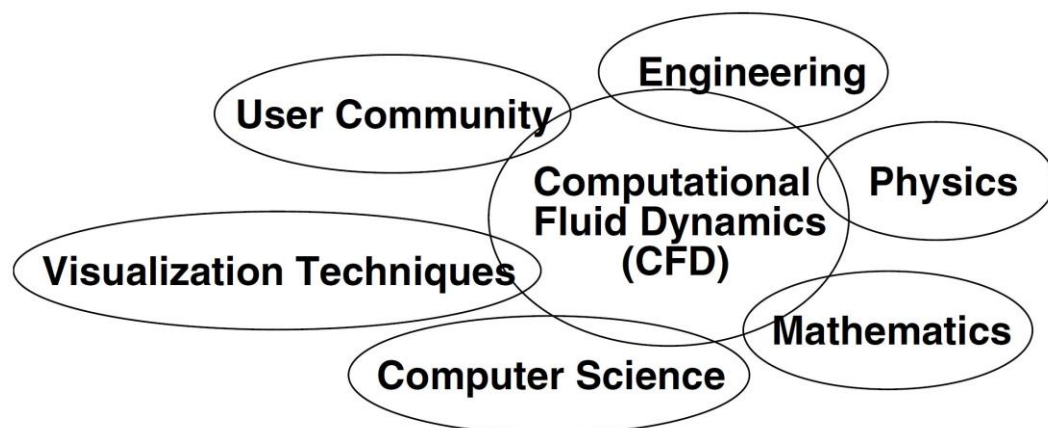 Engineering
User Community
Computational
Fluid Dynamics
(CFD)
Physics
Visualization Techniques
Mathematics
Computer Science